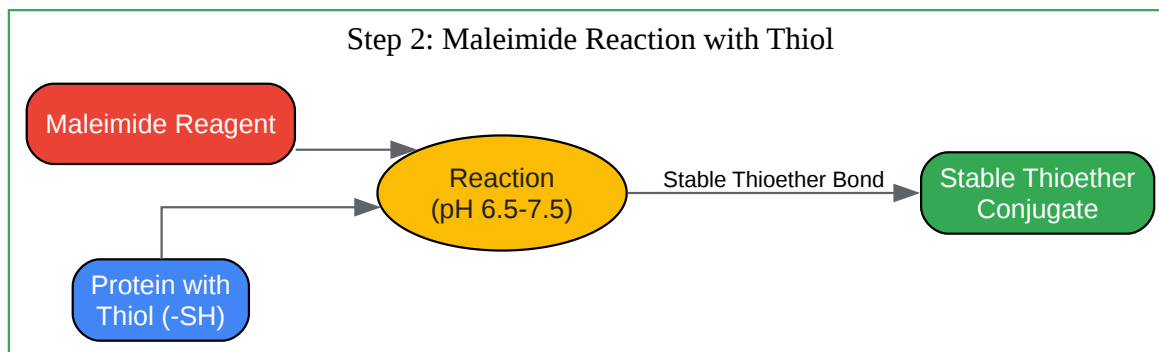 Step 2: Maleimide Reaction with Thiol
Maleimide Reagent
Reaction
(pH 6.5-7.5)
Stable Thioether Bond
Stable Thioether
Conjugate
Protein with
Thiol (-SH)